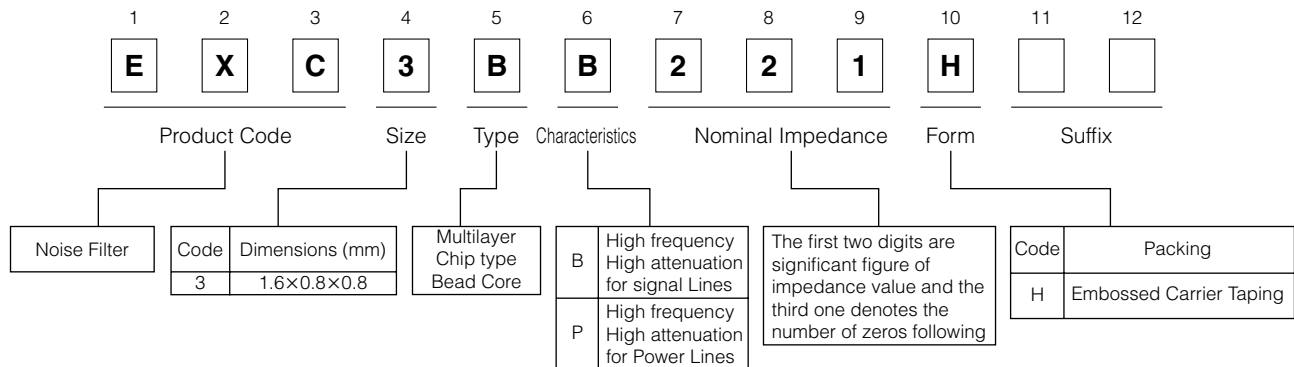 1 2 3 4 5 6 7 8 9 10 11 12
E X C 3 B B 2 2 1 H
Product Code Size Type Characteristics Nominal Impedance Form Suffix
Noise Filter
Code Dimensions (mm)
3 1.6×0.8×0.8
Multilayer
Chip type
Bead Core
B High frequency
High attenuation
for signal Lines
P High frequency
High attenuation
for Power Lines
The first two digits are
significant figure of
impedance value and the
third one denotes the
number of zeros following
Code Packing
H Embossed Carrier Taping